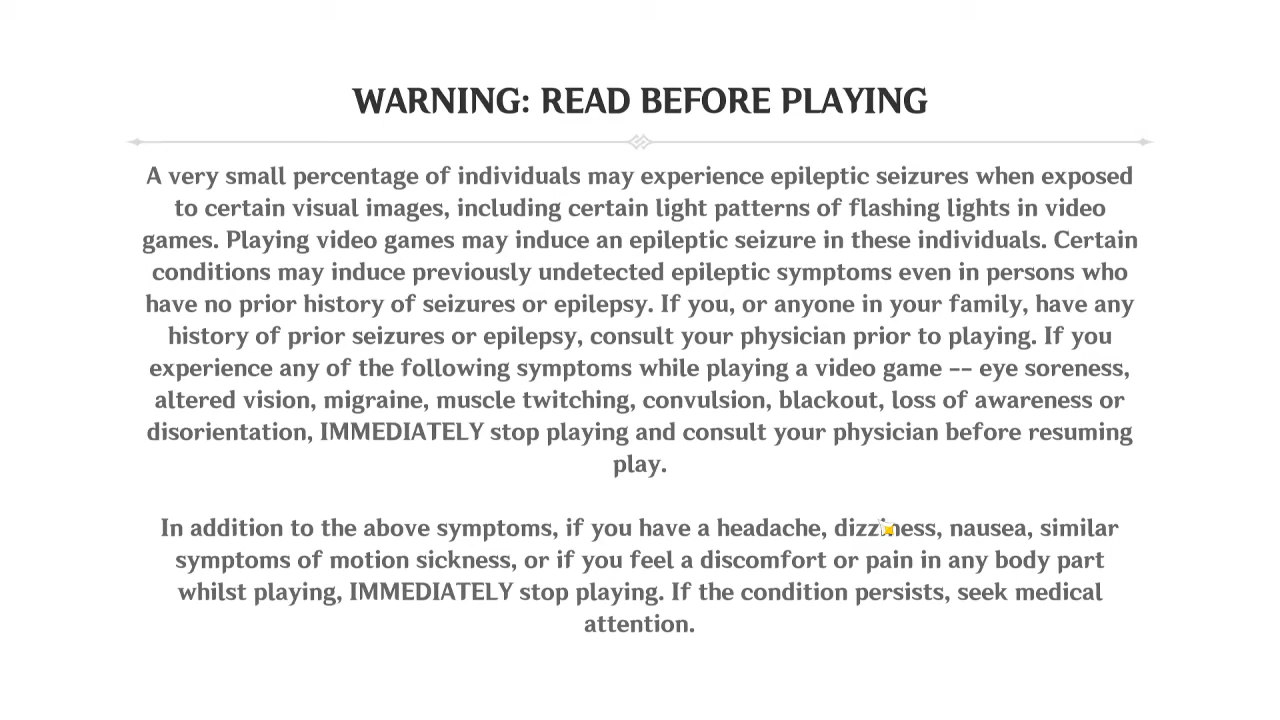 WARNING: READ BEFORE PLAYING
A very small percentage of individuals may experience epileptic seizures when exposed
to certain visual images, including certain light patterns of flashing lights in video
games. Playing video games may induce an epileptic seizure in these individuals. Certain
conditions may induce previously undetected epileptic symptoms even in persons who
have no prior history of seizures or epilepsy. If you, or anyone in your family, have any
history of prior seizures or epilepsy, consult your physician prior to playing. If you
experience any of the following symptoms while playing a video game -- eye soreness,
altered vision, migraine, muscle twitching, convulsion, blackout, loss of awareness or
disorientation, IMMEDIATELY stop playing and consult your physician before resuming
play.
In addition to the above symptoms, if you have a headache, dizziness, nausea, similar
symptoms of motion sickness, or if you feel a discomfort or pain in any body part
whilst playing, IMMEDIATELY stop playing. If the condition persists, seek medical
attention.